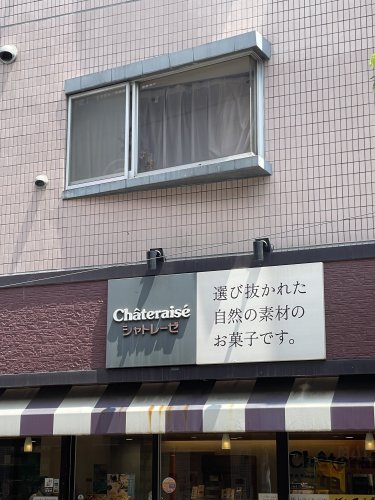 Châteraisé
シャトレーゼ
選び抜かれた
自然の素材の
お菓子です。
Châterai